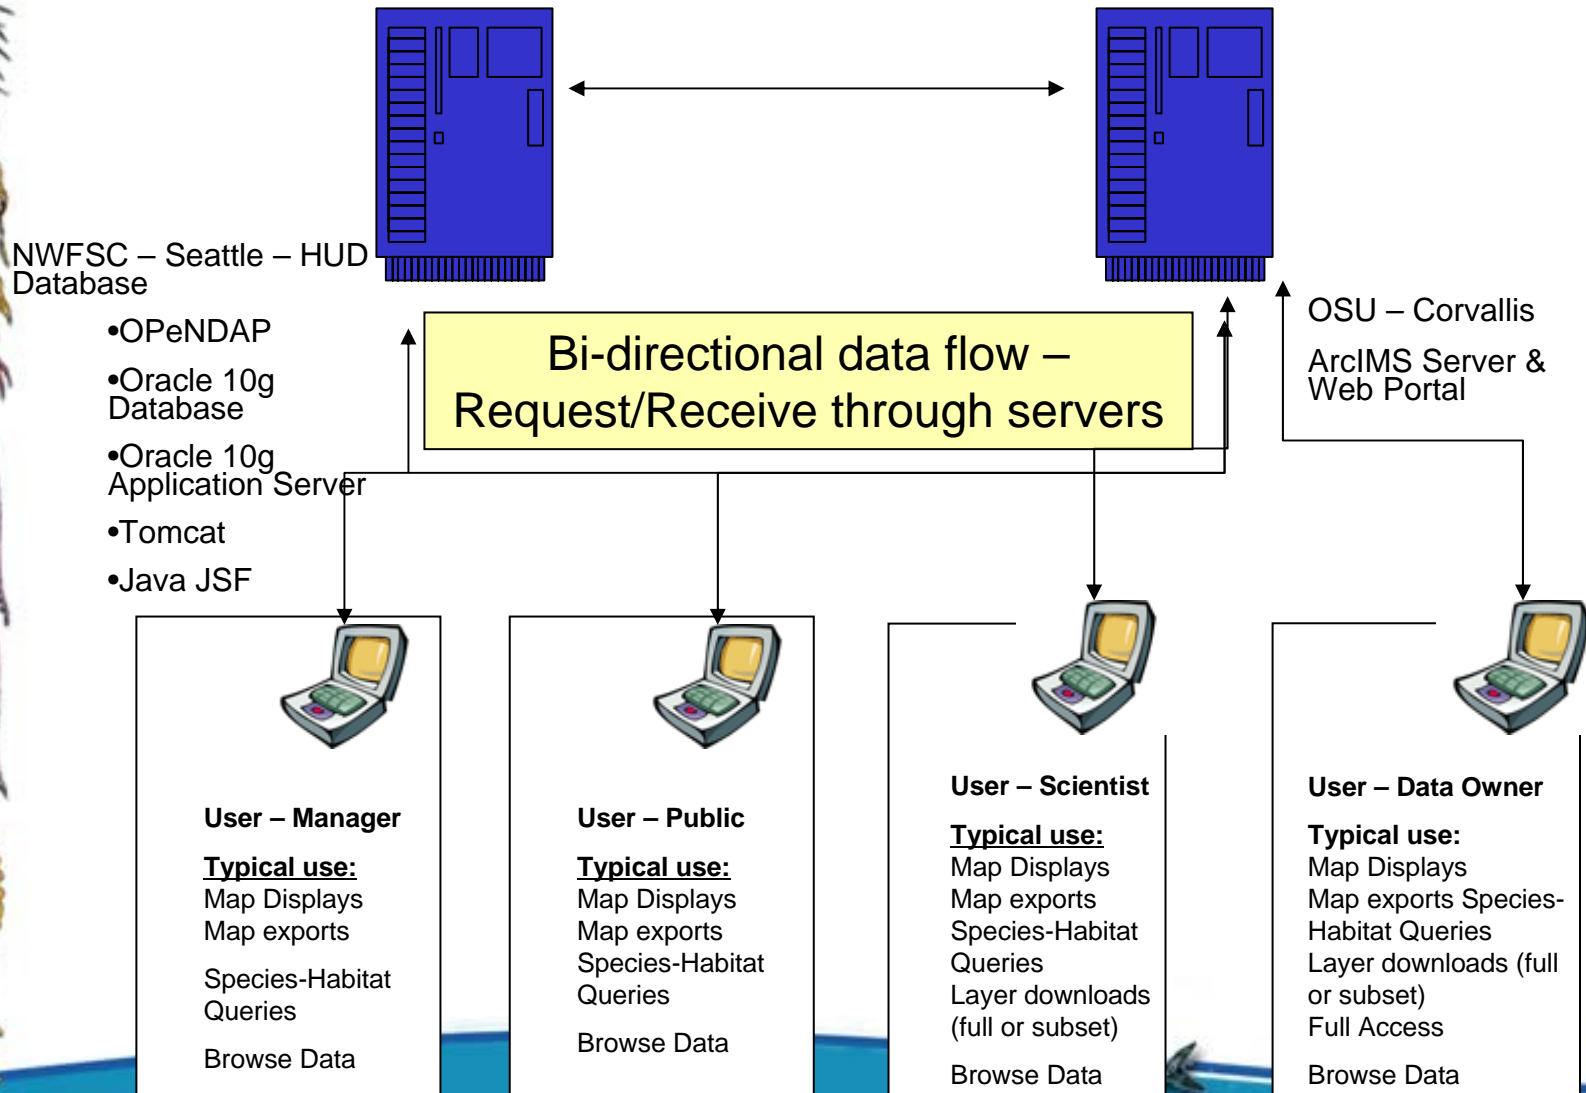 NWFSC – Seattle – HUD
Database
•OPeNDAP
•Oracle 10g
Database
•Oracle 10g
Application Server
•Tomcat
•Java JSF
Bi-directional data flow –
Request/Receive through servers
OSU – Corvallis
ArcIMS Server &
Web Portal
User – Manager
Typical use:
Map Displays
Map exports
Species-Habitat
Queries
Browse Data
User – Public
Typical use:
Map Displays
Map exports
Species-Habitat
Queries
Browse Data
User – Scientist
Typical use:
Map Displays
Map exports
Species-Habitat
Queries
Layer downloads
(full or subset)
Browse Data
User – Data Owner
Typical use:
Map Displays
Map exports Species-
Habitat Queries
Layer downloads (full
or subset)
Full Access
Browse Data